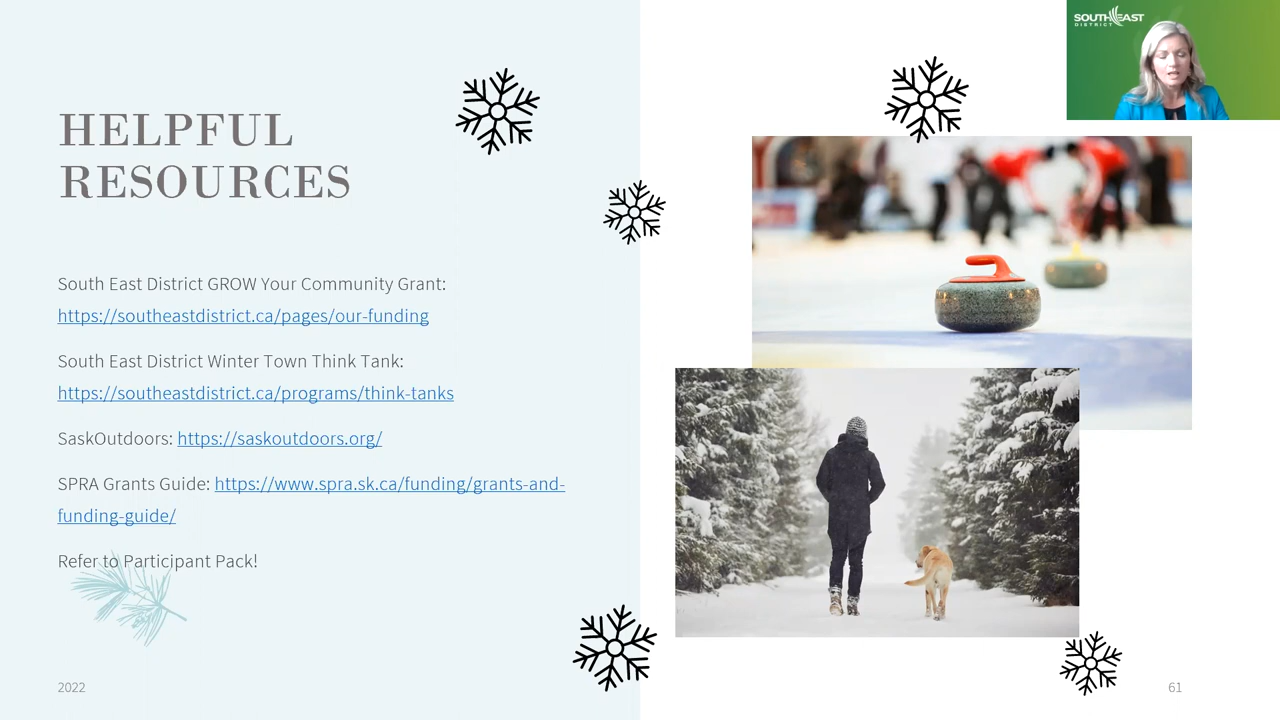 SOUTH EAST
DISTRICT
HELPFUL
RESOURCES
South East District GROW Your Community Grant:
https://southeastdistrict.ca/pages/our-funding
South East District Winter Town Think Tank:
https://southeastdistrict.ca/programs/think-tanks
SaskOutdoors: https://saskoutdoors.org/
SPRA Grants Guide: https://www.spra.sk.ca/funding/grants-and-
funding-guide/
Refer to Participant Pack!
2022
61